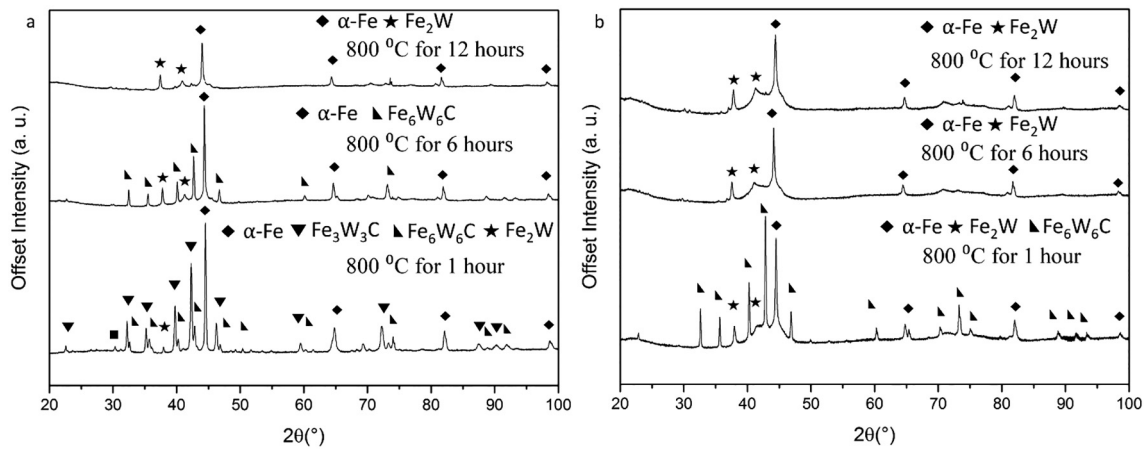 a
◆ α-Fe ★ Fe₂W
800 ⁰C for 12 hours
◆ α-Fe ◣ Fe₆W₆C
800 ⁰C for 6 hours
◆ α-Fe ▼ Fe₃W₃C ◣ Fe₆W₆C ★ Fe₂W
800 ⁰C for 1 hour
Offset Intensity (a. u.)
20 30 40 50 60 70 80 90 100
2θ(°)
b
◆ α-Fe ★ Fe₂W
800 ⁰C for 12 hours
◆ α-Fe ★ Fe₂W
800 ⁰C for 6 hours
◆ α-Fe ★ Fe₂W ◣ Fe₆W₆C
800 ⁰C for 1 hour
Offset Intensity (a. u.)
20 30 40 50 60 70 80 90 100
2θ(°)